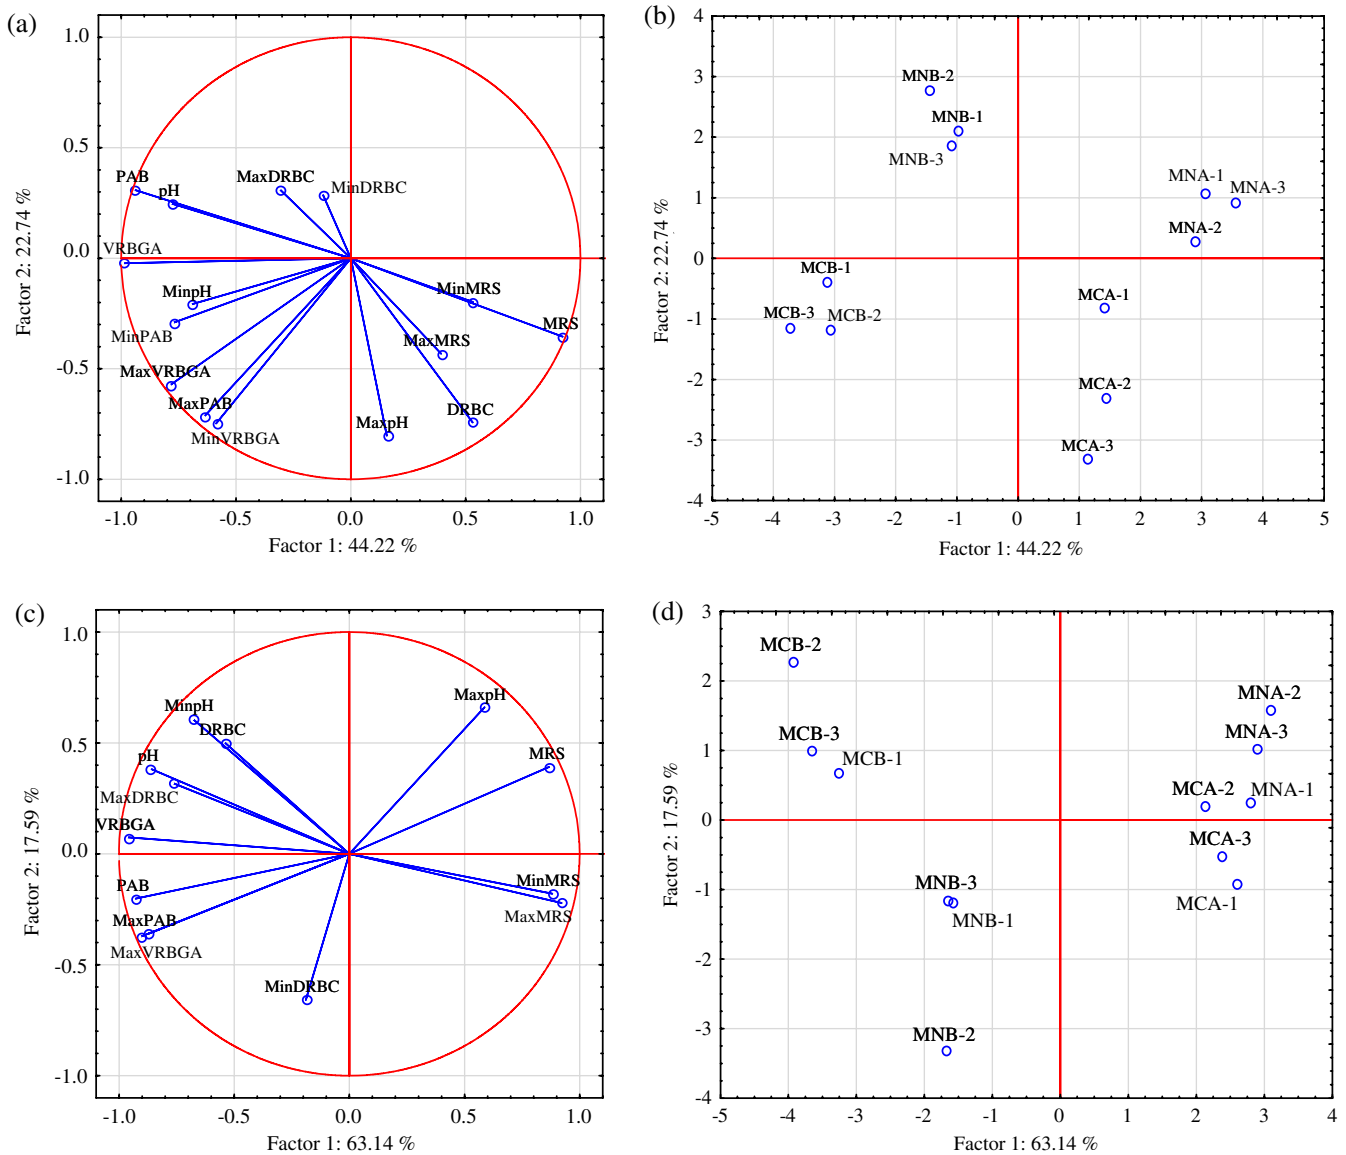 (a)
1.0
0.5
0.0
-0.5
-1.0
Factor 2: 22.74 %
PAB
pH
MaxDRBC
MinDRBC
VRBGA
MinpH
MinMRS
MinPAB
MRS
MaxMRS
MaxVRBGA
MaxPAB
MaxpH
DRBC
MinVRBGA
-1.0 -0.5 0.0 0.5 1.0
Factor 1: 44.22 %
(b)
4
3
2
1
0
-1
-2
-3
-4
Factor 2: 22.74 %
MNB-2
MNB-1
MNB-3
MNA-1
MNA-3
MNA-2
MCB-1
MCB-3
MCB-2
MCA-1
MCA-2
MCA-3
-5 -4 -3 -2 -1 0 1 2 3 4 5
Factor 1: 44.22 %
(c)
1.0
0.5
0.0
-0.5
-1.0
Factor 2: 17.59 %
MinpH
MaxpH
DRBC
pH
MRS
MaxDRBC
VRBGA
PAB
MinMRS
MaxPAB
MaxMRS
MaxVRBGA
MinDRBC
-1.0 -0.5 0.0 0.5 1.0
Factor 1: 63.14 %
(d)
3
2
1
0
-1
-2
-3
-4
Factor 2: 17.59 %
MCB-2
MNA-2
MCB-3
MNA-3
MCB-1
MCA-2
MNA-1
MCA-3
MNB-3
MCA-1
MNB-1
MNB-2
-5 -4 -3 -2 -1 0 1 2 3 4
Factor 1: 63.14 %